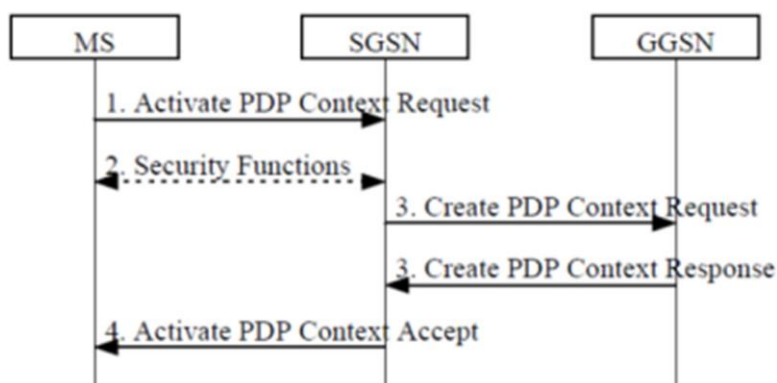 MS SGSN GGSN
1. Activate PDP Context Request
2. Security Functions
3. Create PDP Context Request
3. Create PDP Context Response
4. Activate PDP Context Accept